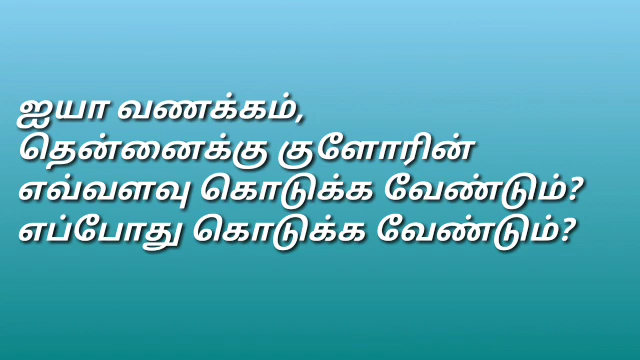 ஐயா வணக்கம்,
தென்னைக்கு குளோரின்
எவ்வளவு கொடுக்க வேண்டும்?
எப்போது கொடுக்க வேண்டும்?